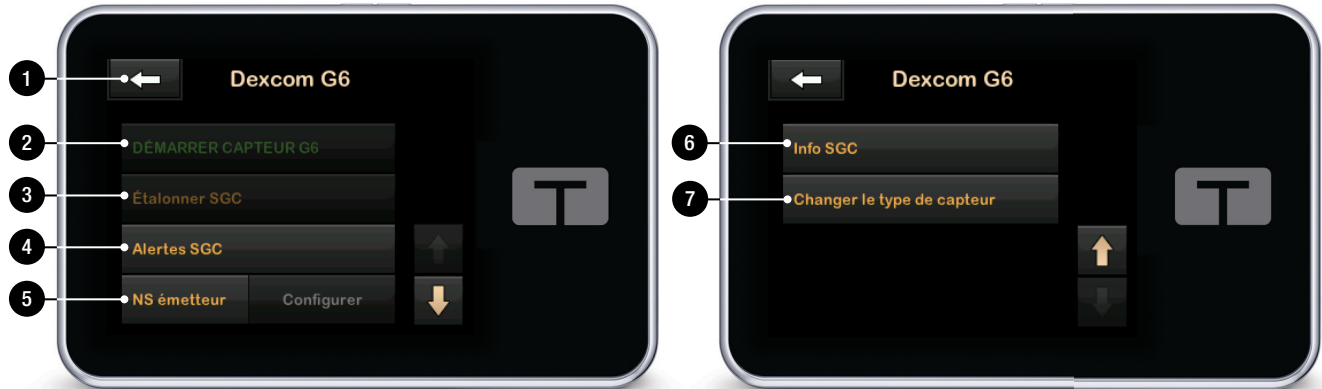 1
Dexcom G6
2
DÉMARRER CAPTEUR G6
3
Étalonner SGC
4
Alertes SGC
5
NS émetteur Configurer
Dexcom G6
6
Info SGC
7
Changer le type de capteur